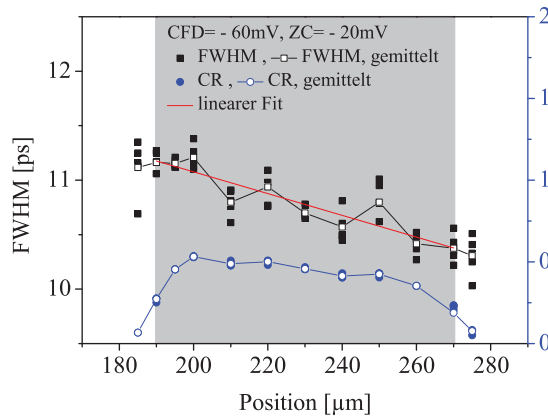 CFD= - 60mV, ZC= - 20mV
FWHM , FWHM, gemittelt
CR , CR, gemittelt
linearer Fit
12
11
10
FWHM [ps]
180 200 220 240 260 280
Position [µm]
2
1
1
0
0